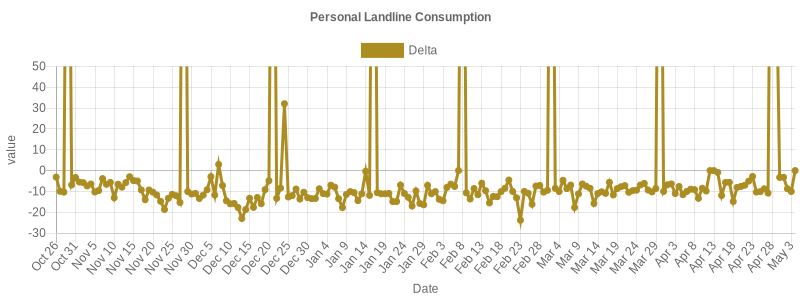 Personal Landline Consumption
Delta
value
50
40
30
20
10
0
-10
-20
-30
Oct 26
Oct 31
Nov 5
Nov 10
Nov 15
Nov 20
Nov 25
Nov 30
Dec 5
Dec 10
Dec 15
Dec 20
Dec 25
Dec 30
Jan 4
Jan 9
Jan 14
Jan 19
Jan 24
Jan 29
Feb 3
Feb 8
Feb 13
Feb 18
Feb 23
Feb 28
Mar 4
Mar 9
Mar 14
Mar 19
Mar 24
Mar 29
Apr 3
Apr 8
Apr 13
Apr 18
Apr 23
Apr 28
May 3
Date